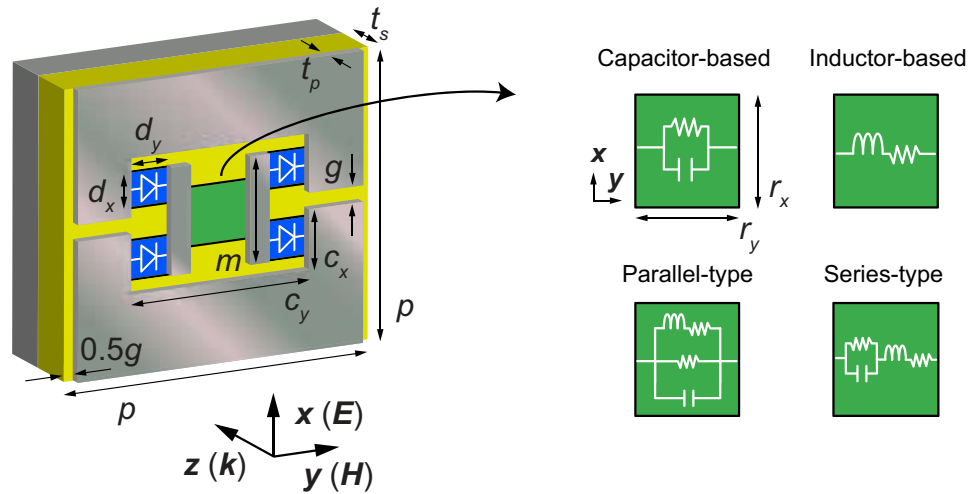 t_s
t_p
d_y
d_x
g
m
c_x
c_y
p
0.5g
p
x (E)
z (k)
y (H)
Capacitor-based
Inductor-based
x
y
r_x
r_y
Parallel-type
Series-type